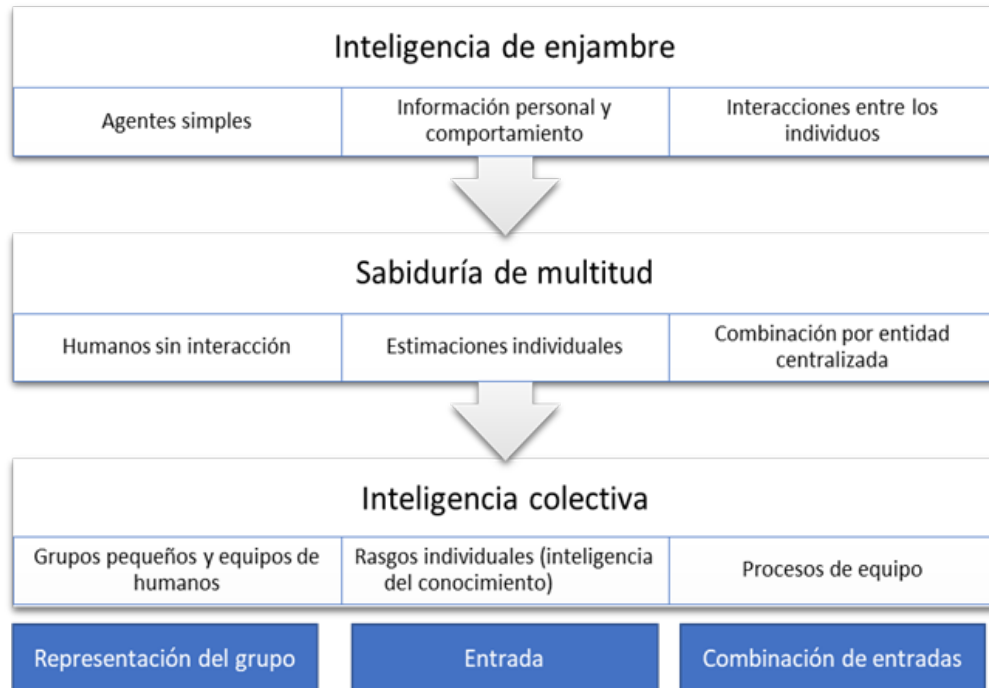 Inteligencia de enjambre
Agentes simples
Información personal y
comportamiento
Interacciones entre los
individuos
Sabiduría de multitud
Humanos sin interacción
Estimaciones individuales
Combinación por entidad
centralizada
Inteligencia colectiva
Grupos pequeños y equipos de
humanos
Rasgos individuales (inteligencia
del conocimiento)
Procesos de equipo
Representación del grupo
Entrada
Combinación de entradas